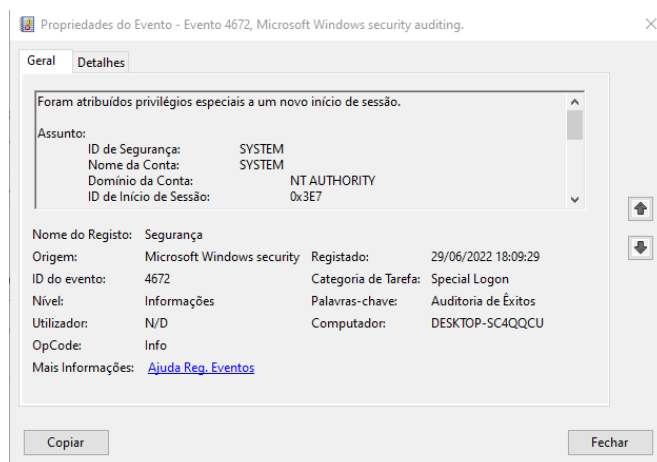 Propriedades do Evento - Evento 4672, Microsoft Windows security auditing.
Geral Detalhes
Foram atribuídos privilégios especiais a um novo início de sessão.
Assunto:
ID de Segurança: SYSTEM
Nome da Conta: SYSTEM
Domínio da Conta: NT AUTHORITY
ID de Início de Sessão: 0x3E7
Nome do Registo: Segurança
Origem: Microsoft Windows security Registado: 29/06/2022 18:09:29
ID do evento: 4672 Categoria de Tarefa: Special Logon
Nível: Informações Palavras-chave: Auditoria de Êxitos
Utilizador: N/D Computador: DESKTOP-SC4QQCU
OpCode: Info
Mais Informações: Ajuda Reg. Eventos
Copiar Fechar